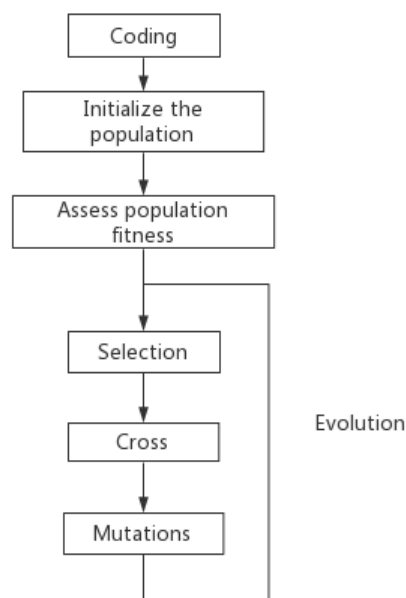 Coding
Initialize the
population
Assess population
fitness
Selection
Evolution
Cross
Mutations